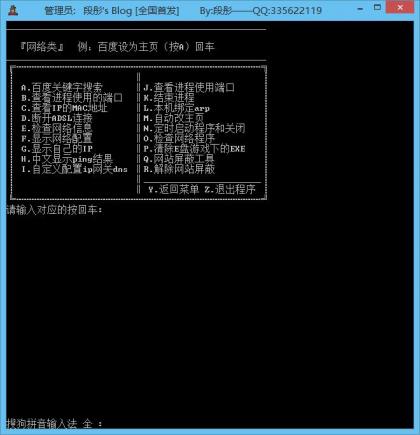 管理员: 段彤's Blog [全国首发] By:段彤——QQ:335622119
『网络类』 例：百度设为主页（按A）回车
A.百度关键字搜索 J.查看进程使用端口
B.查看进程使用的端口 K.结束进程
C.查看IP的MAC地址 L.本机绑定arp
D.断开ADSL连接 M.自动改主页
E.检查网络信息 N.定时启动程序和关闭
F.显示网络配置 O.检查网络程序
G.显示自己的IP P.清除E盘游戏下的EXE
H.中文显示ping结果 Q.网站屏蔽工具
I.自定义配置ip网关dns R.解除网站屏蔽
Y.返回菜单 Z.退出程序
请输入对应的按回车：
搜狗拼音输入法 全 ：